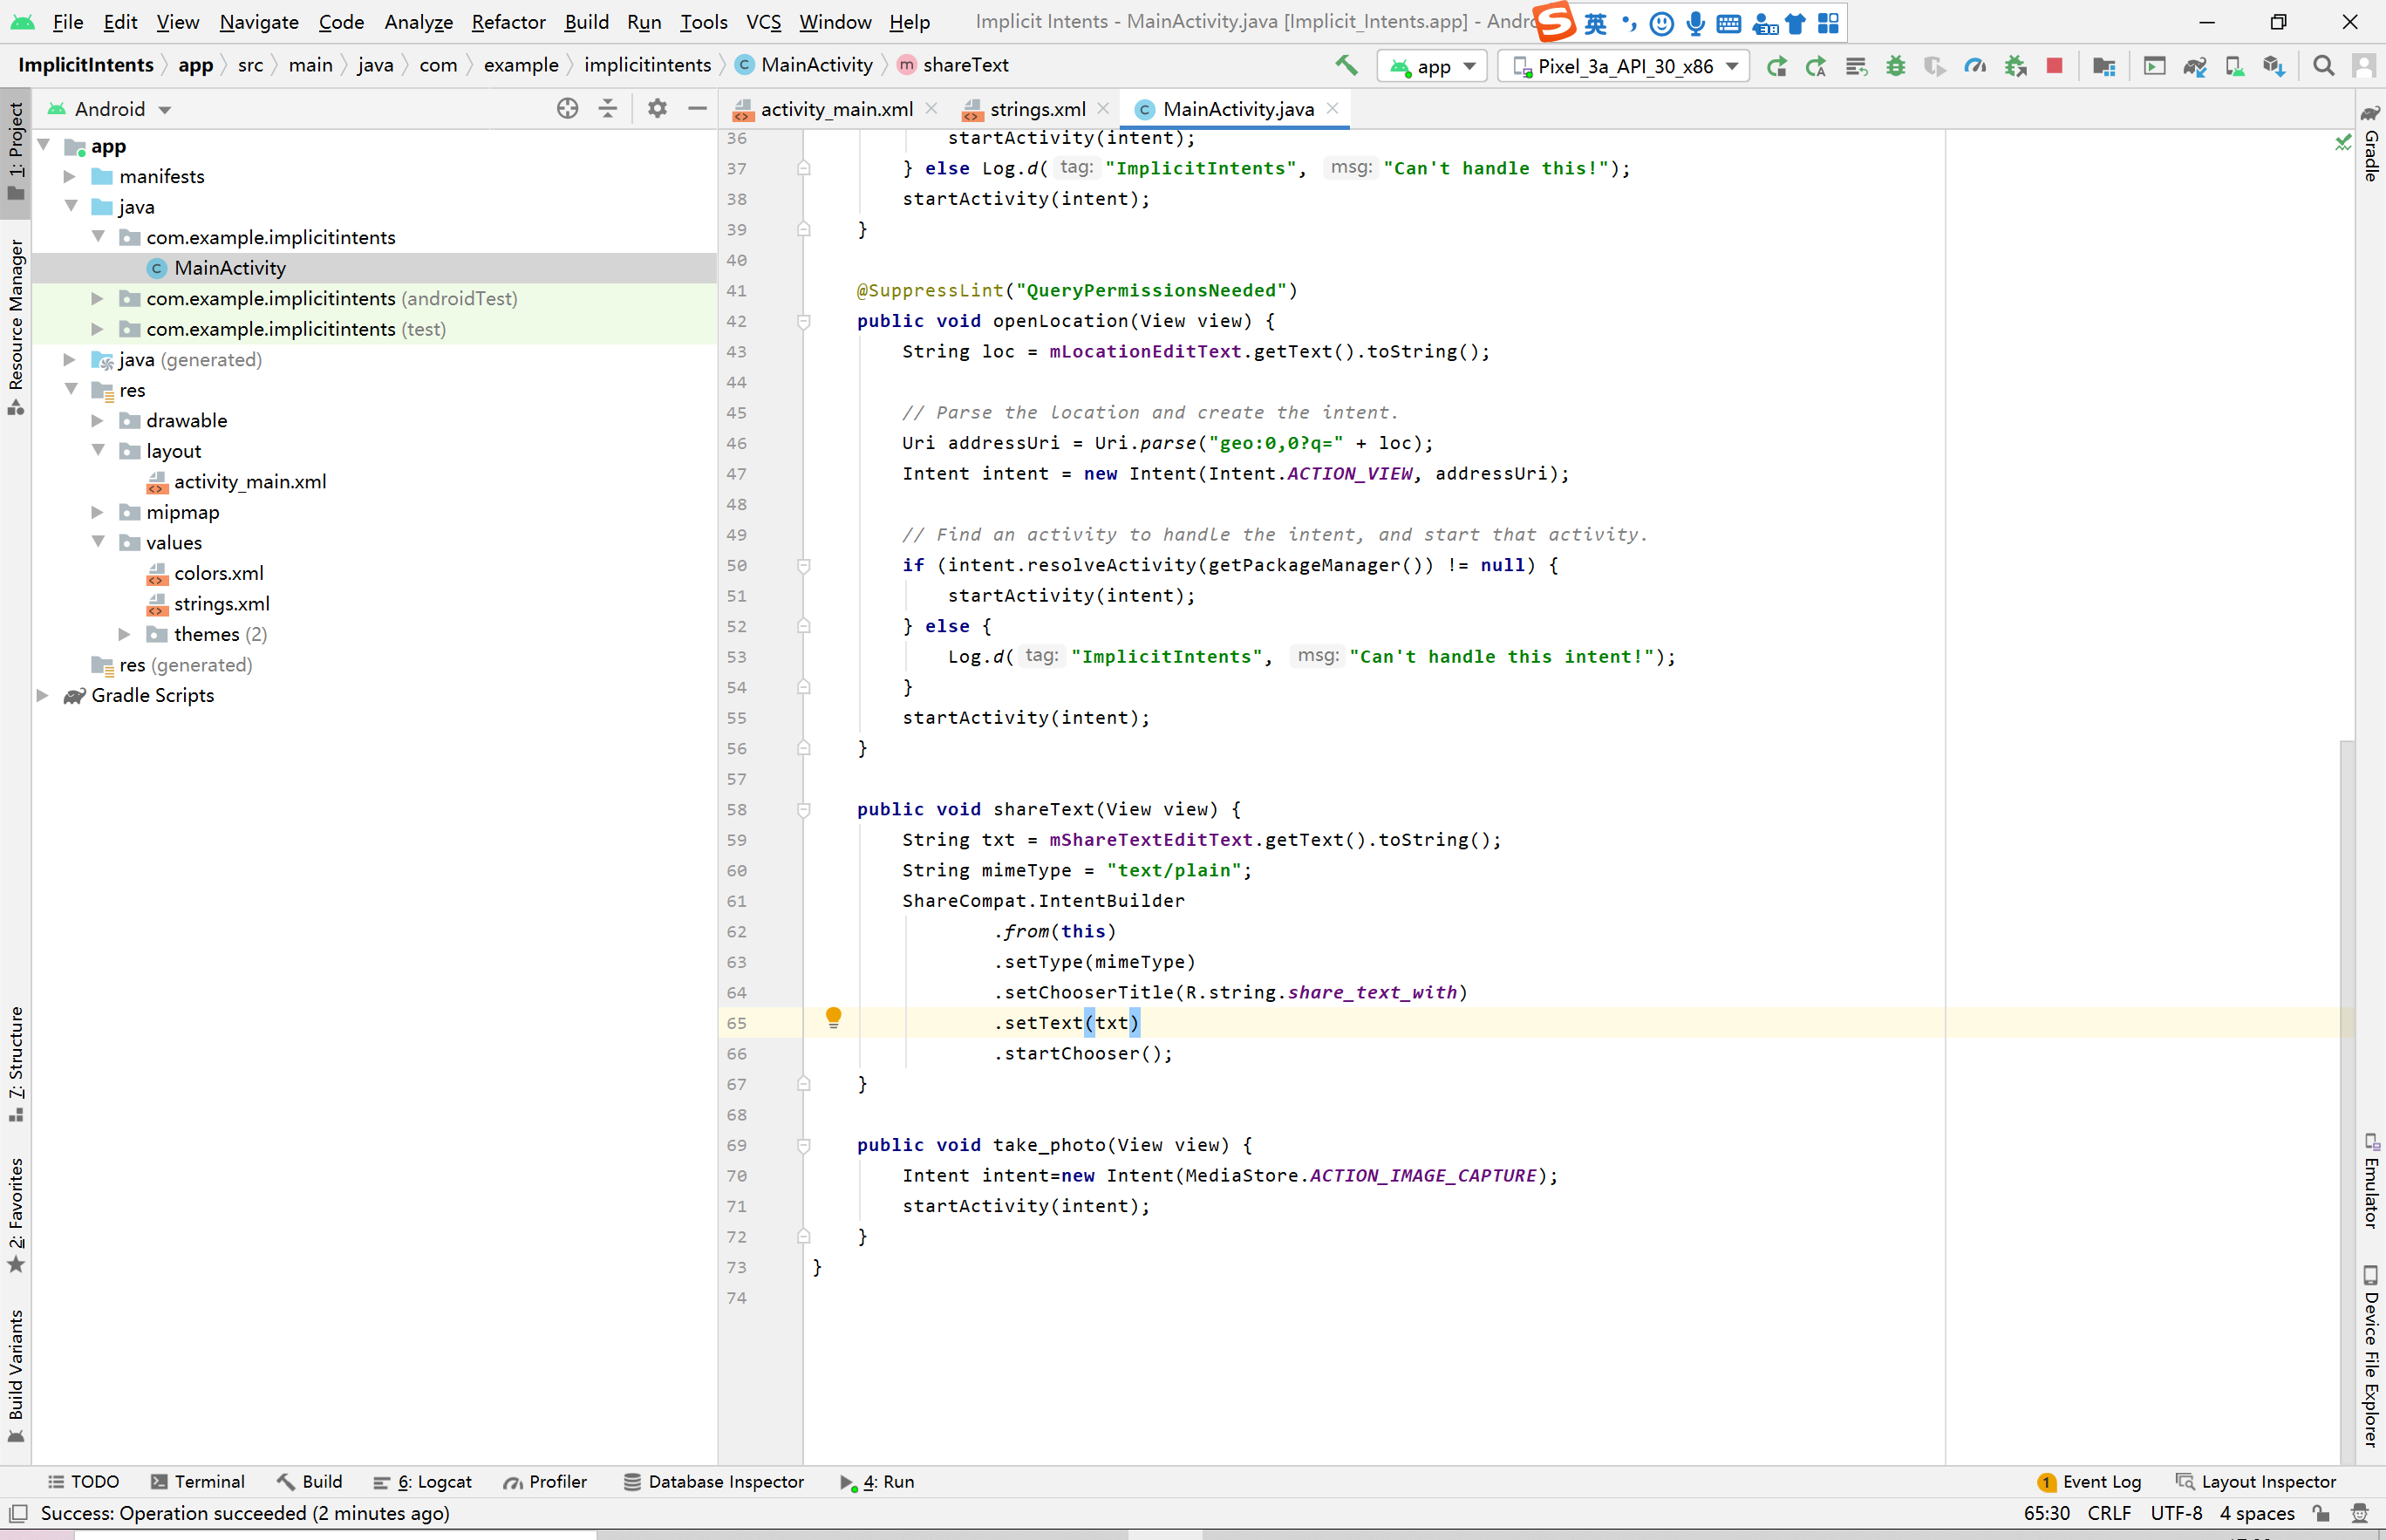 File Edit View Navigate Code Analyze Refactor Build Run Tools VCS Window Help Implicit Intents - MainActivity.java [Implicit_Intents.app] - Andro 英
ImplicitIntents app src main java com example implicitintents MainActivity shareText app Pixel_3a_API_30_x86
Android
activity_main.xml strings.xml MainActivity.java
1: Project
Resource Manager
7: Structure
2: Favorites
Build Variants
app
manifests
java
com.example.implicitintents
MainActivity
com.example.implicitintents (androidTest)
com.example.implicitintents (test)
java (generated)
res
drawable
layout
activity_main.xml
mipmap
values
colors.xml
strings.xml
themes (2)
res (generated)
Gradle Scripts
36 startActivity(intent);
37 } else Log.d( tag: "ImplicitIntents", msg: "Can't handle this!");
38 startActivity(intent);
39 }
40
41 @SuppressLint("QueryPermissionsNeeded")
42 public void openLocation(View view) {
43 String loc = mLocationEditText.getText().toString();
44
45 // Parse the location and create the intent.
46 Uri addressUri = Uri.parse("geo:0,0?q=" + loc);
47 Intent intent = new Intent(Intent.ACTION_VIEW, addressUri);
48
49 // Find an activity to handle the intent, and start that activity.
50 if (intent.resolveActivity(getPackageManager()) != null) {
51 startActivity(intent);
52 } else {
53 Log.d( tag: "ImplicitIntents", msg: "Can't handle this intent!");
54 }
55 startActivity(intent);
56 }
57
58 public void shareText(View view) {
59 String txt = mShareTextEditText.getText().toString();
60 String mimeType = "text/plain";
61 ShareCompat.IntentBuilder
62 .from(this)
63 .setType(mimeType)
64 .setChooserTitle(R.string.share_text_with)
65 .setText(txt)
66 .startChooser();
67 }
68
69 public void take_photo(View view) {
70 Intent intent=new Intent(MediaStore.ACTION_IMAGE_CAPTURE);
71 startActivity(intent);
72 }
73 }
74
Gradle
Emulator
Device File Explorer
TODO Terminal Build 6: Logcat Profiler Database Inspector 4: Run 1 Event Log Layout Inspector
Success: Operation succeeded (2 minutes ago) 65:30 CRLF UTF-8 4 spaces